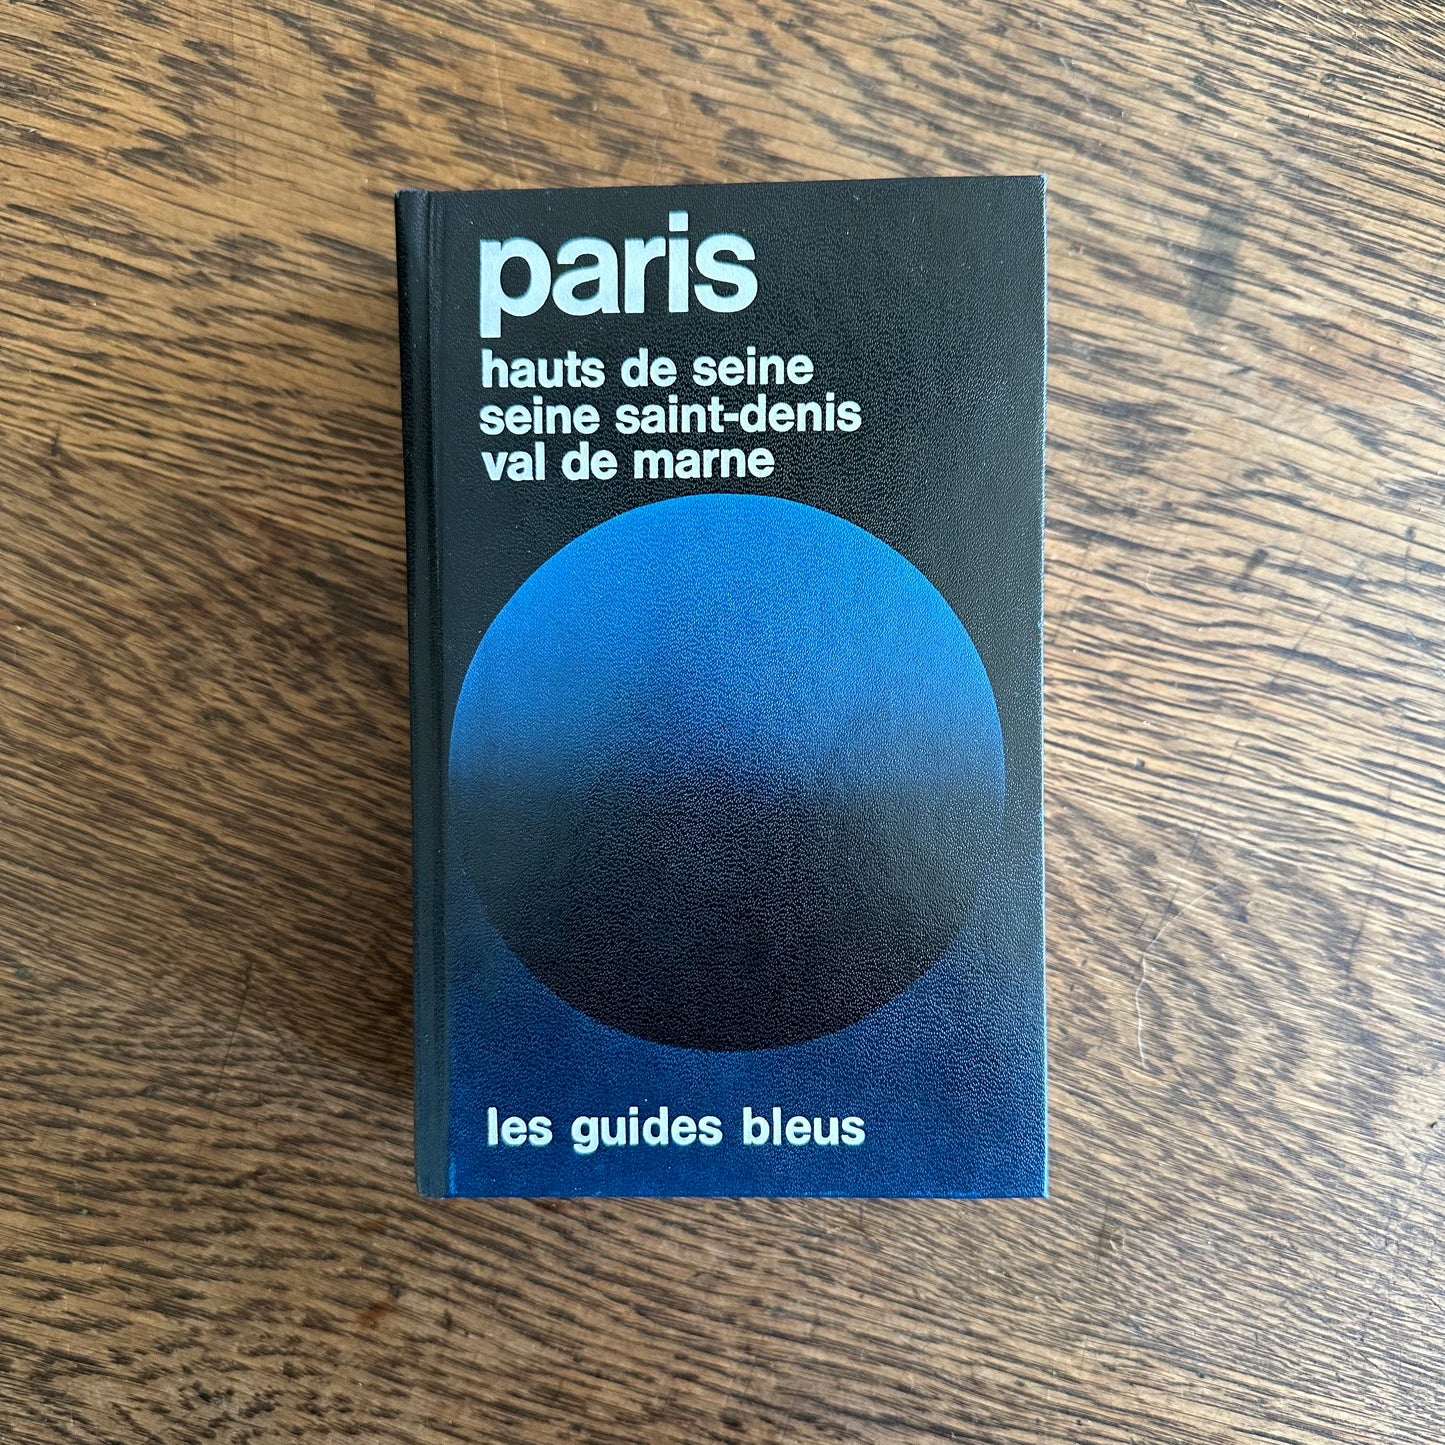 paris
hauts de seine
seine saint-denis
val de marne
les guides bleus